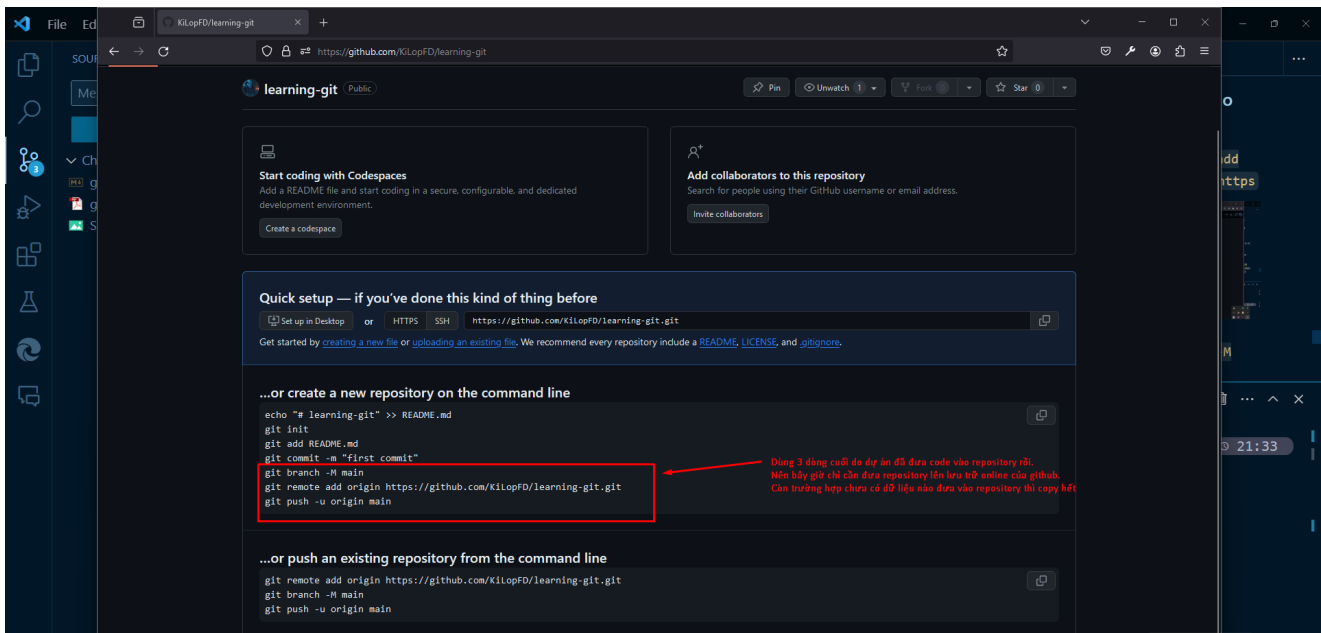 File Ed
KiLopFD/learning-git
https://github.com/KiLopFD/learning-git
SOUR
Me
Ch
3
g
g
S
learning-git Public
Pin
Unwatch 1
Fork 0
Star 0
Start coding with Codespaces
Add a README file and start coding in a secure, configurable, and dedicated
development environment.
Create a codespace
Add collaborators to this repository
Search for people using their GitHub username or email address.
Invite collaborators
Quick setup — if you've done this kind of thing before
Set up in Desktop or HTTPS SSH https://github.com/KiLopFD/learning-git.git
Get started by creating a new file or uploading an existing file. We recommend every repository include a README, LICENSE, and .gitignore.
…or create a new repository on the command line
echo "# learning-git" >> README.md
git init
git add README.md
git commit -m "first commit"
git branch -M main
git remote add origin https://github.com/KiLopFD/learning-git.git
git push -u origin main
Dùng 3 dòng cuối do dự án đã đưa code vào repository rồi.
Nên bây giờ chỉ cần đưa repository lên lưu trữ online của github.
Còn trường hợp chưa có dữ liệu nào đưa vào repository thì copy hết
…or push an existing repository from the command line
git remote add origin https://github.com/KiLopFD/learning-git.git
git branch -M main
git push -u origin main
o
add
https
M
21:33